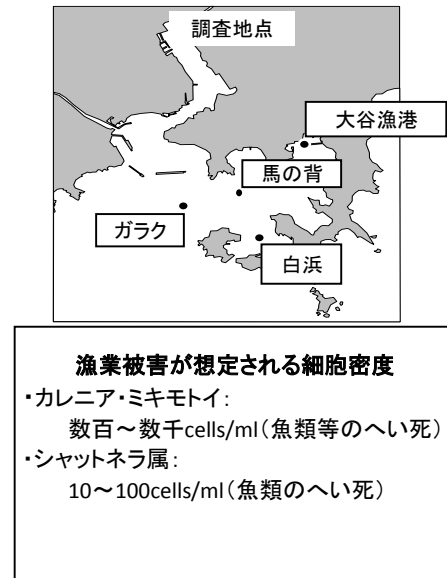 調査地点
大谷漁港
馬の背
ガラク
白浜
漁業被害が想定される細胞密度
・カレニア・ミキモトイ:
数百～数千cells/ml(魚類等のへい死)
・シャットネラ属:
10～100cells/ml(魚類のへい死)